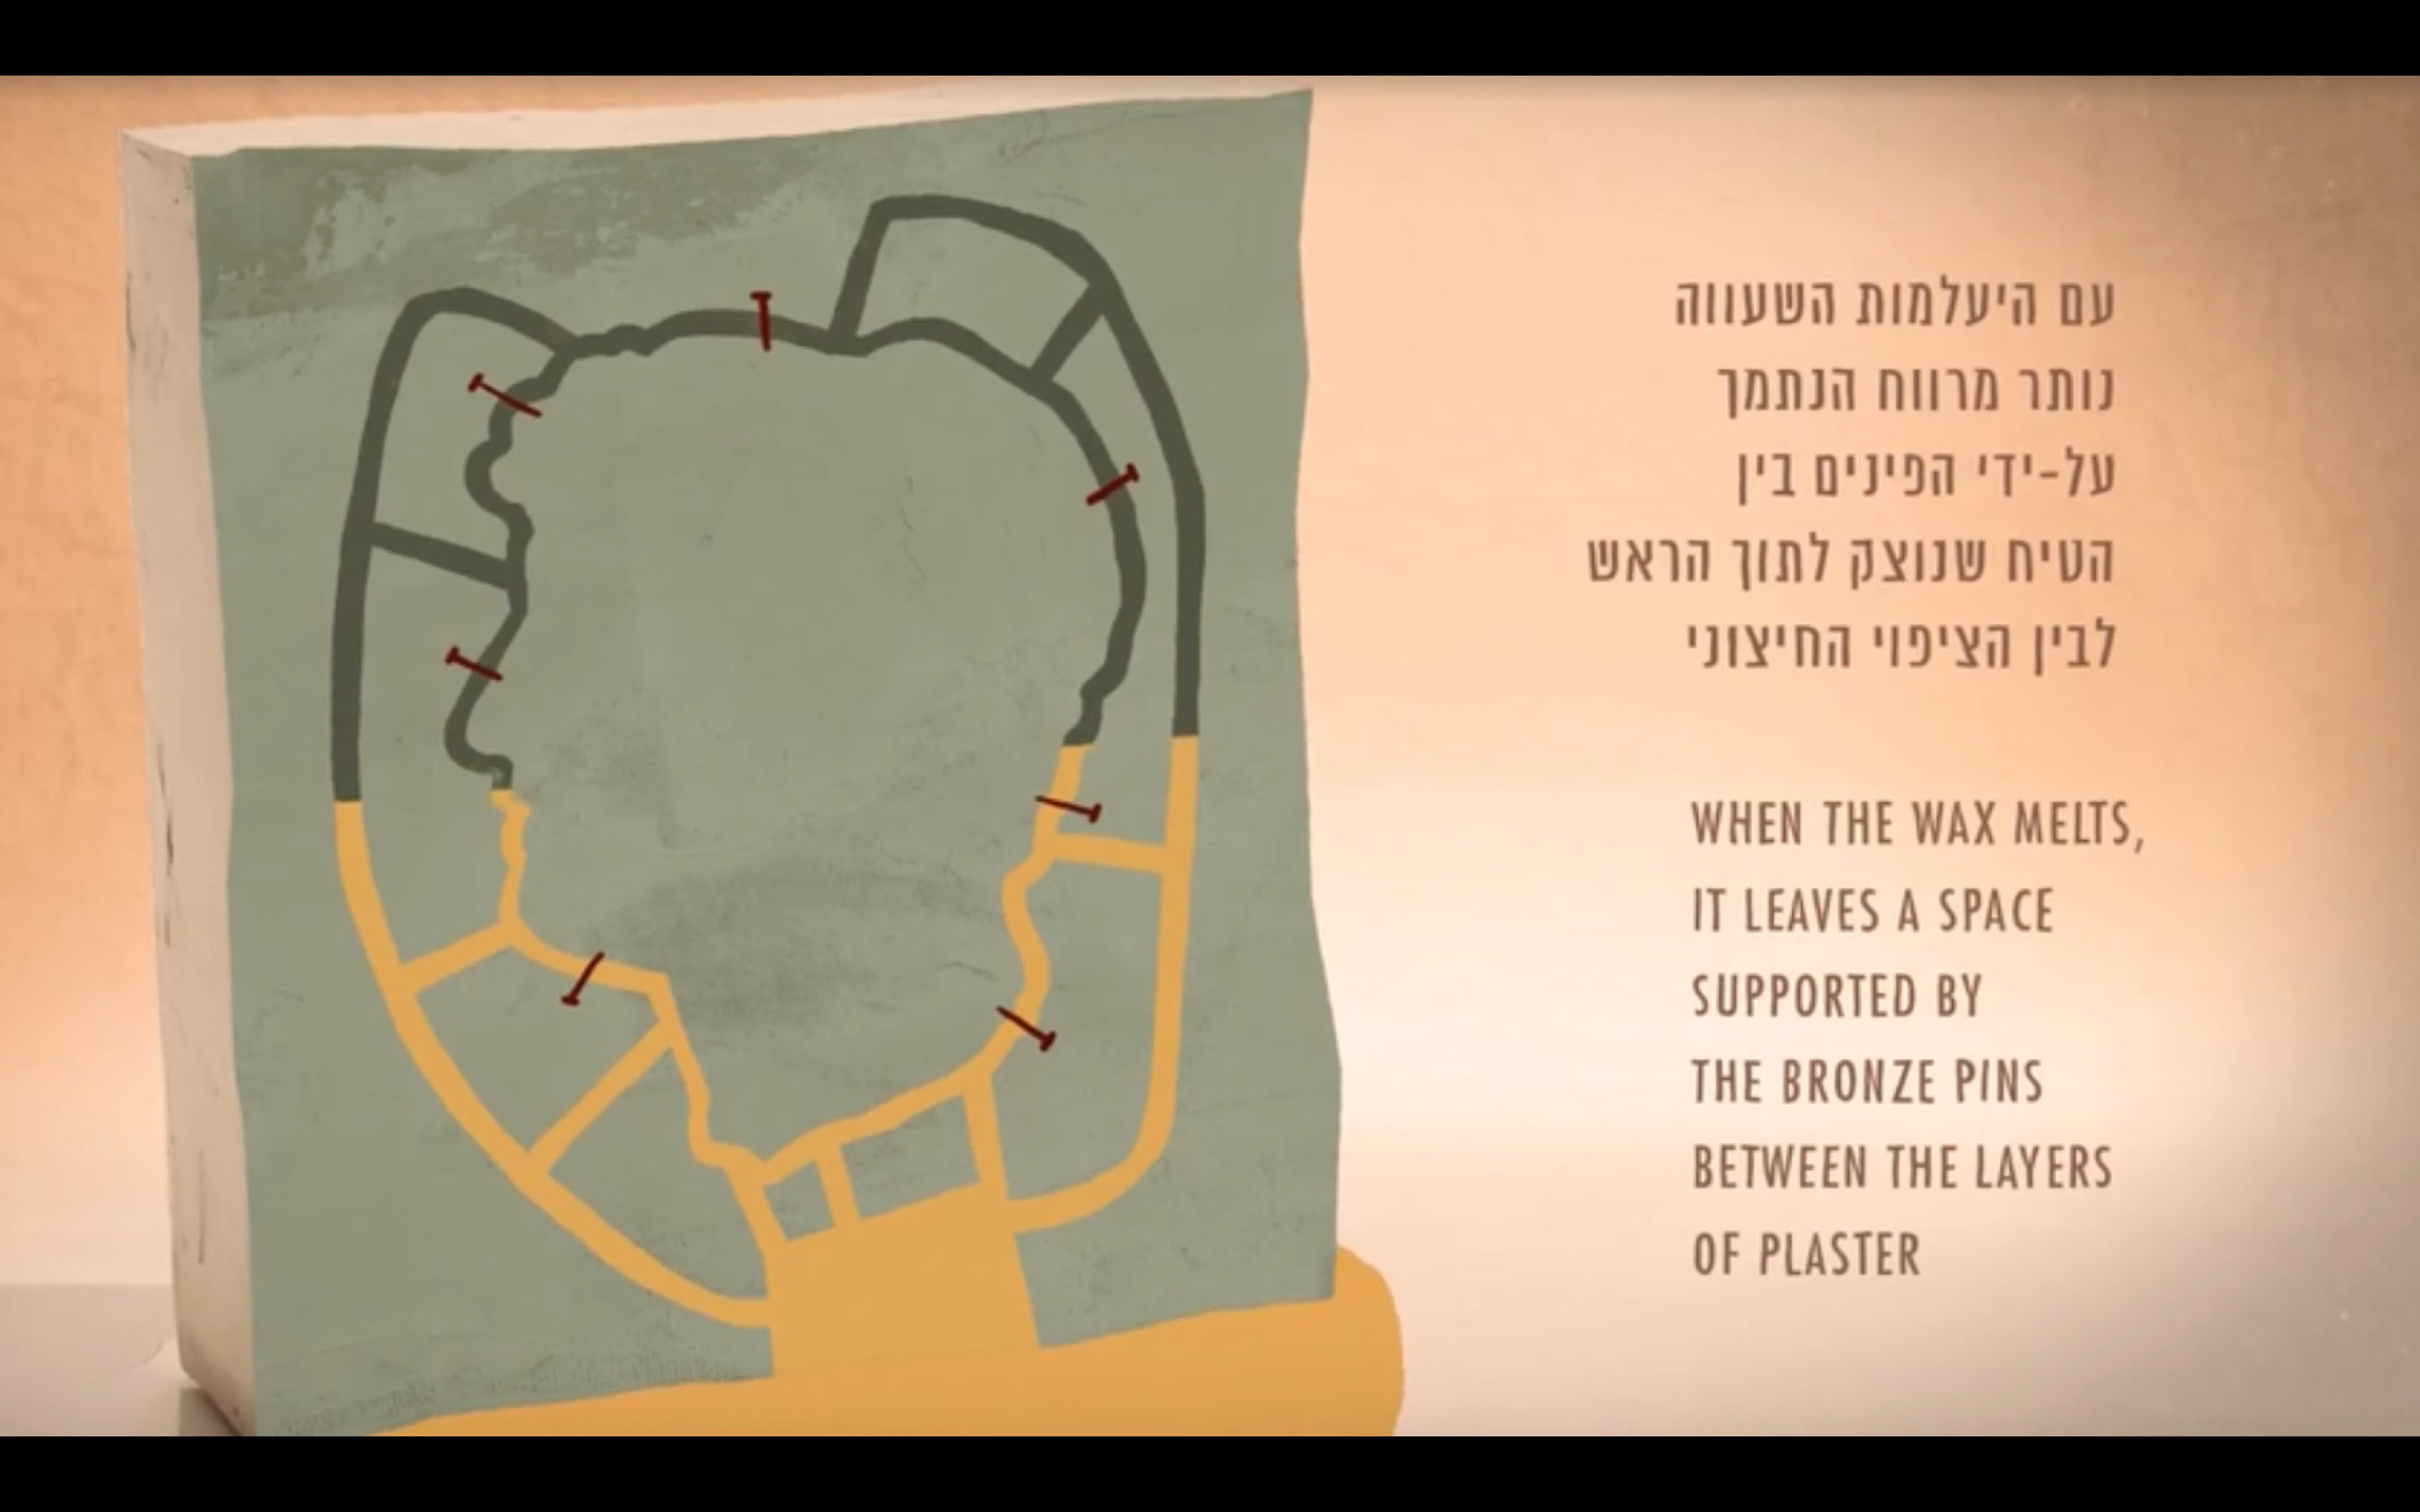 עם היעלמות השעווה
נותר מרווח הנתמך
על-ידי הפינים בין
הטיח שנוצק לתוך הראש
לבין הציפוי החיצוני
WHEN THE WAX MELTS,
IT LEAVES A SPACE
SUPPORTED BY
THE BRONZE PINS
BETWEEN THE LAYERS
OF PLASTER